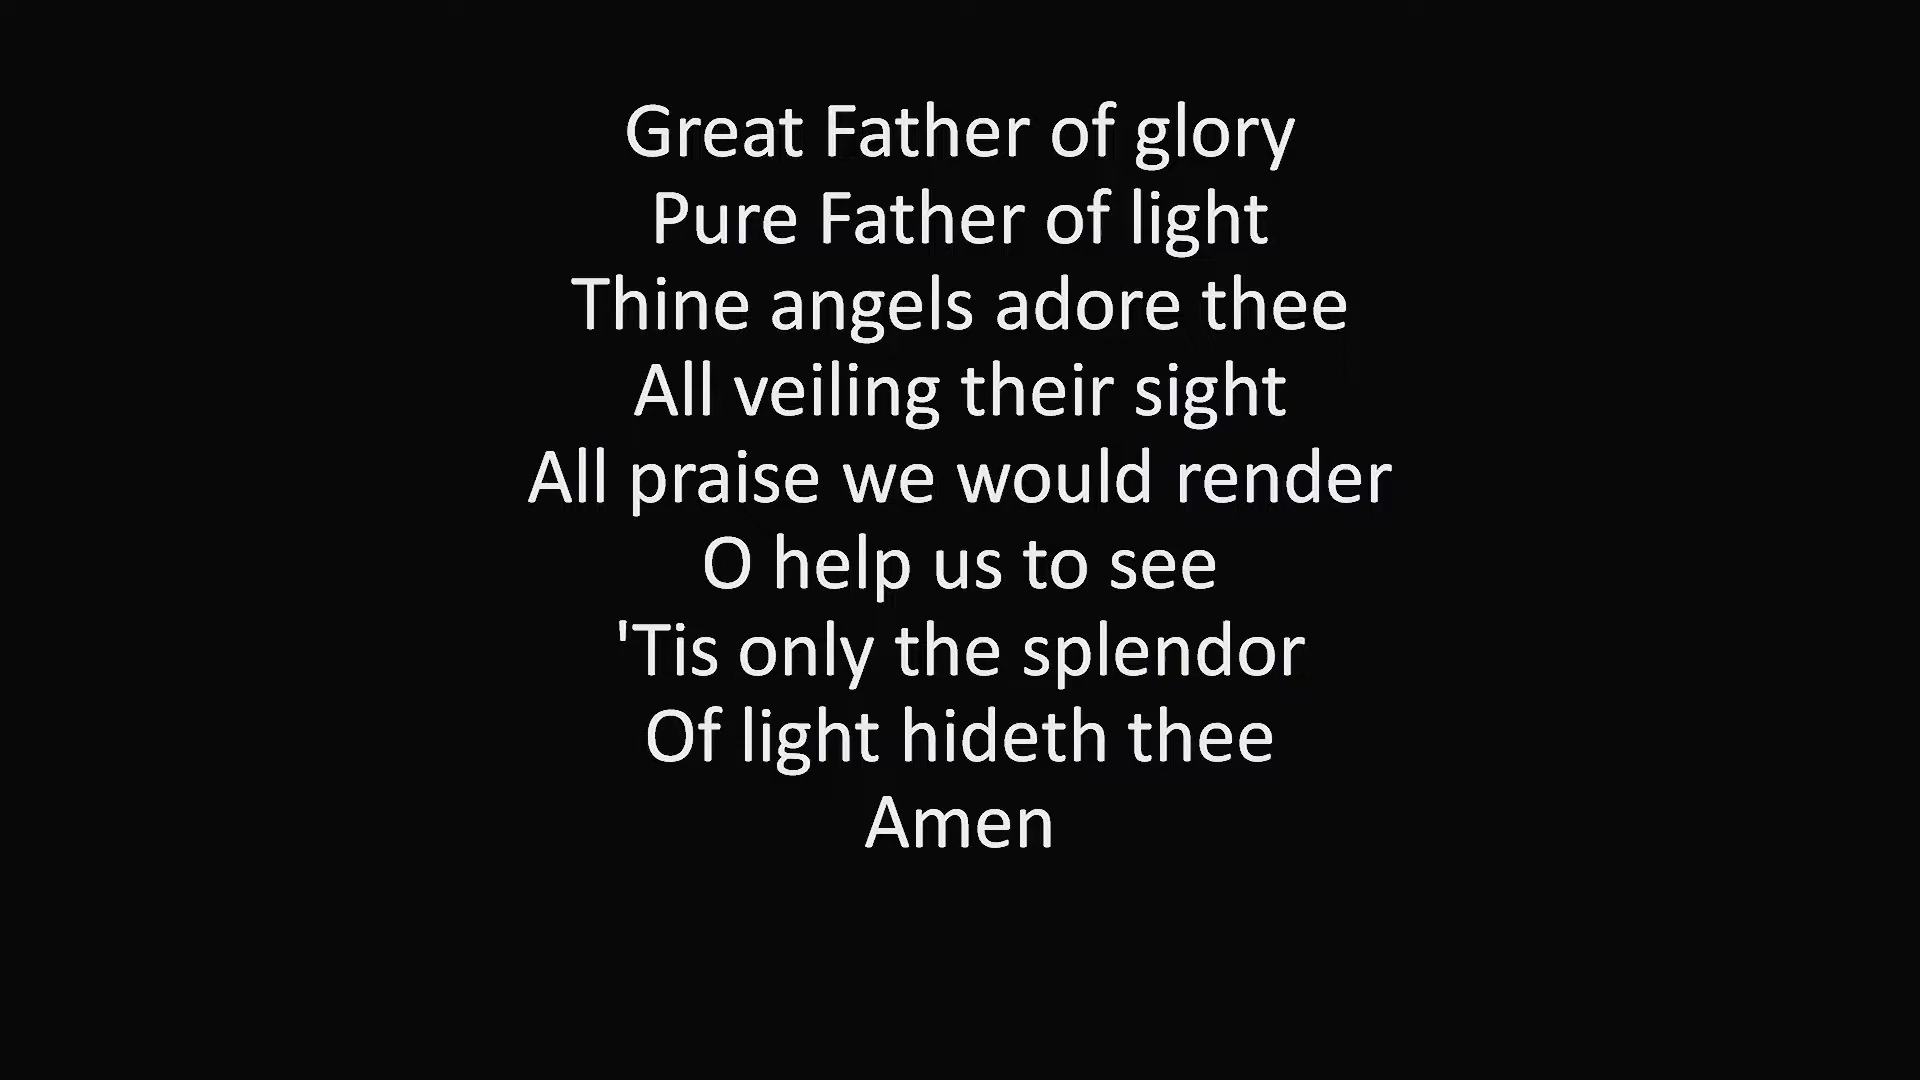 Great Father of glory
Pure Father of light
Thine angels adore thee
All veiling their sight
All praise we would render
O help us to see
'Tis only the splendor
Of light hideth thee
Amen